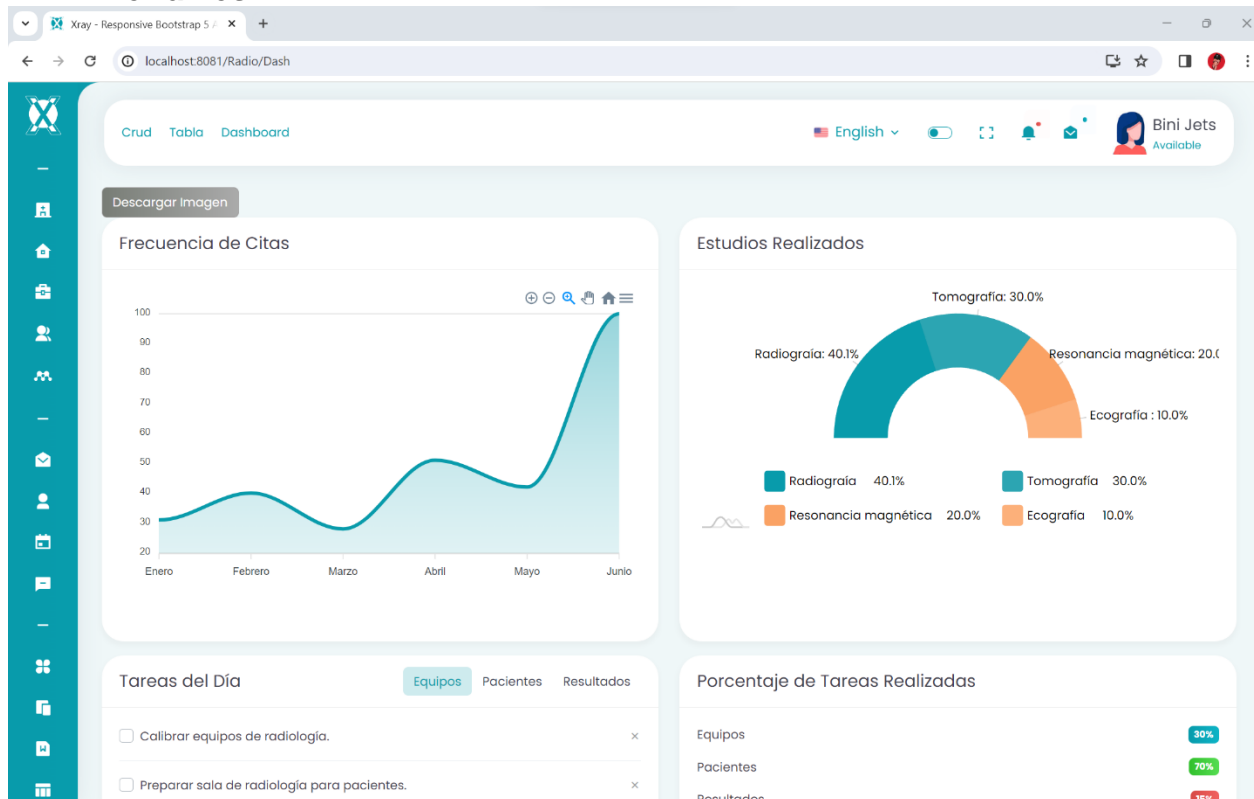 Xray - Responsive Bootstrap 5 A
localhost:8081/Radio/Dash
Crud Tabla Dashboard
English
Bini Jets
Available
Descargar Imagen
Frecuencia de Citas
100
90
80
70
60
50
40
30
20
Enero Febrero Marzo Abril Mayo Junio
Estudios Realizados
Tomografía: 30.0%
Radiograía: 40.1%
Resonancia magnética: 20.0
Ecografía : 10.0%
Radiograía 40.1%
Tomografía 30.0%
Resonancia magnética 20.0%
Ecografía 10.0%
Tareas del Día
Equipos Pacientes Resultados
Calibrar equipos de radiología.
Preparar sala de radiología para pacientes.
Porcentaje de Tareas Realizadas
Equipos 30%
Pacientes 70%
Resultados 15%